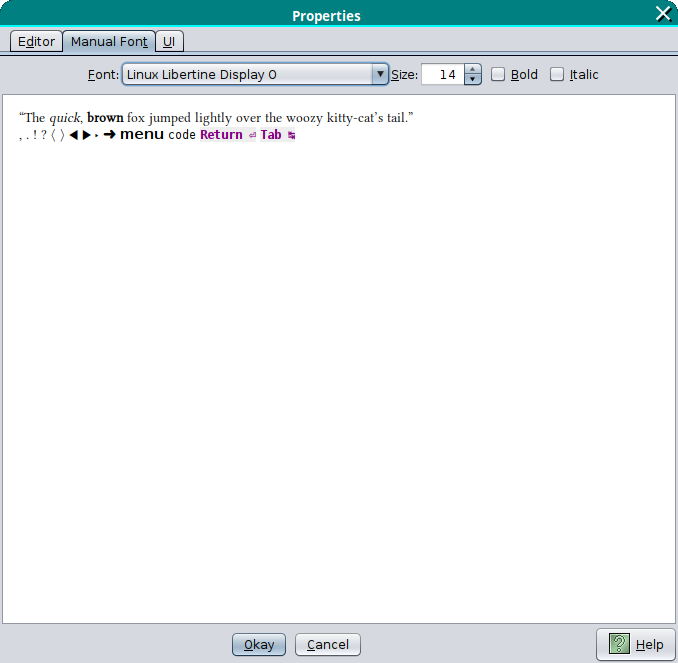 Properties
Editor Manual Font UI
Font: Linux Libertine Display O Size: 14 Bold Italic
“The quick, brown fox jumped lightly over the woozy kitty-cat’s tail.”
, . ! ? ⟨ ⟩ ◀ ▶ ‣ ➜ menu code Return ⏎ Tab ↹
Okay Cancel Help